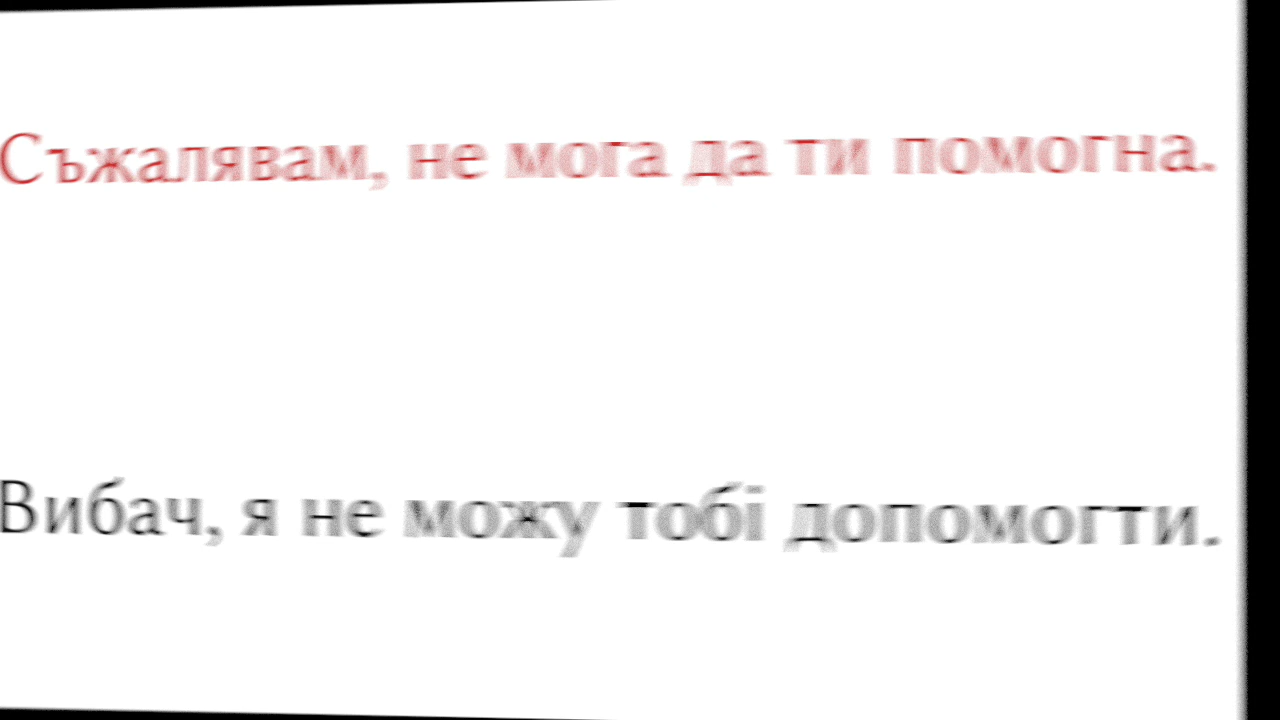 Съжалявам, не мога да ти помогна.
Вибач, я не можу тобі допомогти.